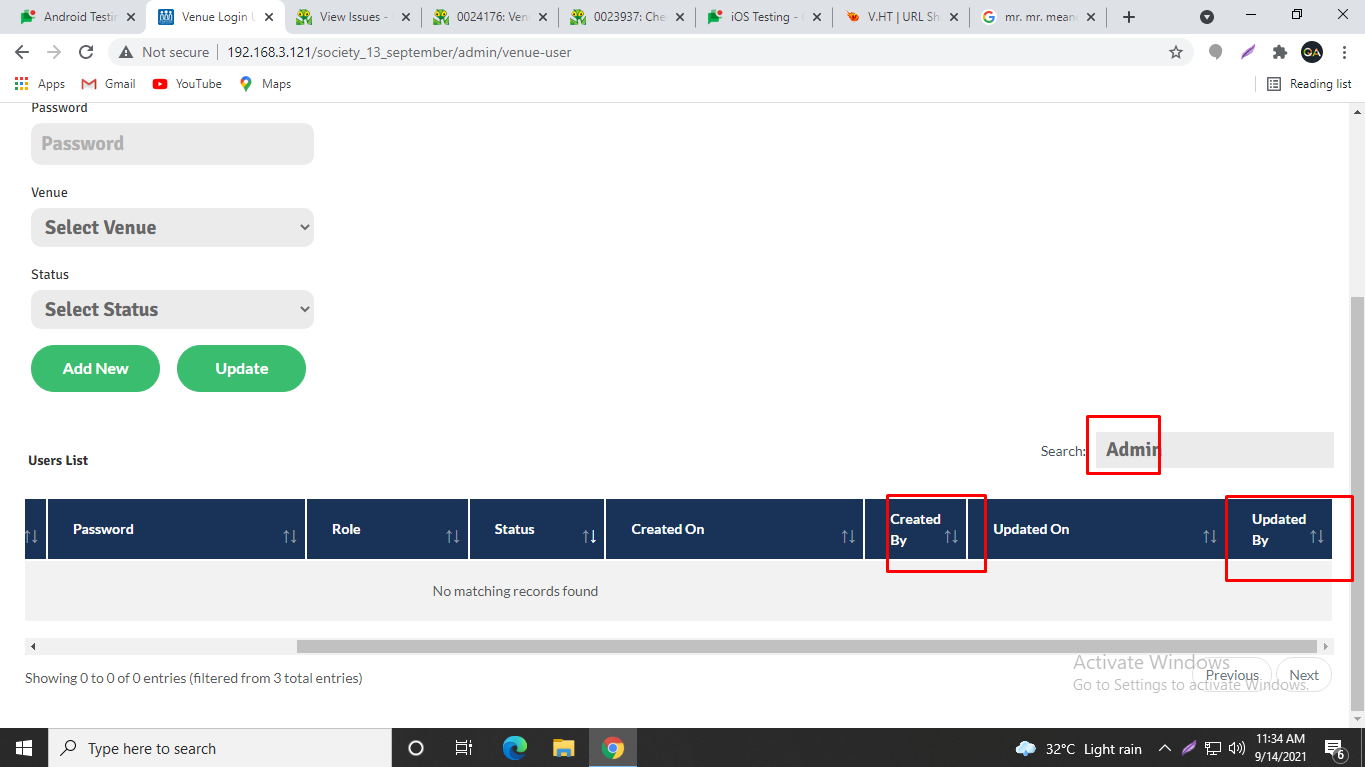 Android Testin
Venue Login U
View Issues -
0024176: Ven
0023937: Che
iOS Testing -
V.HT | URL Sh
mr. mr. mean
Not secure
192.168.3.121/society_13_september/admin/venue-user
QA
Apps
Gmail
YouTube
Maps
Reading list
Password
Password
Venue
Select Venue
Status
Select Status
Add New
Update
Search:
Admin
Users List
Password
Role
Status
Created On
Created
By
Updated On
Updated
By
No matching records found
Showing 0 to 0 of 0 entries (filtered from 3 total entries)
Previous
Next
Activate Windows
Go to Settings to activate Windows.
Type here to search
32°C Light rain
11:34 AM
9/14/2021
6